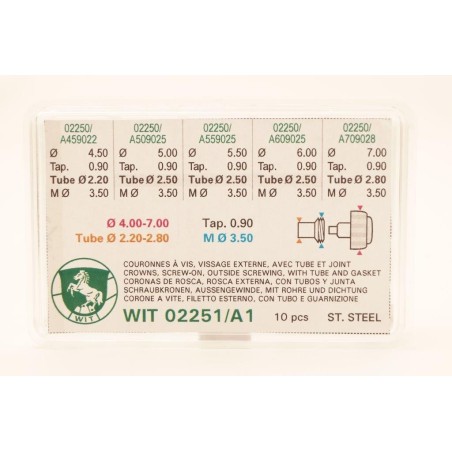 02250/ 02250/ 02250/ 02250/ 02250/
A459022 A509025 A559025 A609025 A709028
Ø 4.50 Ø 5.00 Ø 5.50 Ø 6.00 Ø 7.00
Tap. 0.90 Tap. 0.90 Tap. 0.90 Tap. 0.90 Tap. 0.90
Tube Ø 2.20 Tube Ø 2.50 Tube Ø 2.50 Tube Ø 2.50 Tube Ø 2.80
M Ø 3.50 M Ø 3.50 M Ø 3.50 M Ø 3.50 M Ø 3.50
Ø 4.00-7.00 Tap. 0.90
Tube Ø 2.20-2.80 M Ø 3.50
COURONNES À VIS, VISSAGE EXTERNE, AVEC TUBE ET JOINT
CROWNS, SCREW-ON, OUTSIDE SCREWING, WITH TUBE AND GASKET
CORONAS DE ROSCA, ROSCA EXTERNA, CON TUBOS Y JUNTA
SCHRAUBKRONEN, AUSSENGEWINDE, MIT ROHRE UND DICHTUNG
CORONE A VITE, FILETTO ESTERNO, CON TUBO E GUARNIZIONE
WIT
WIT 02251/A1 10 pcs ST. STEEL